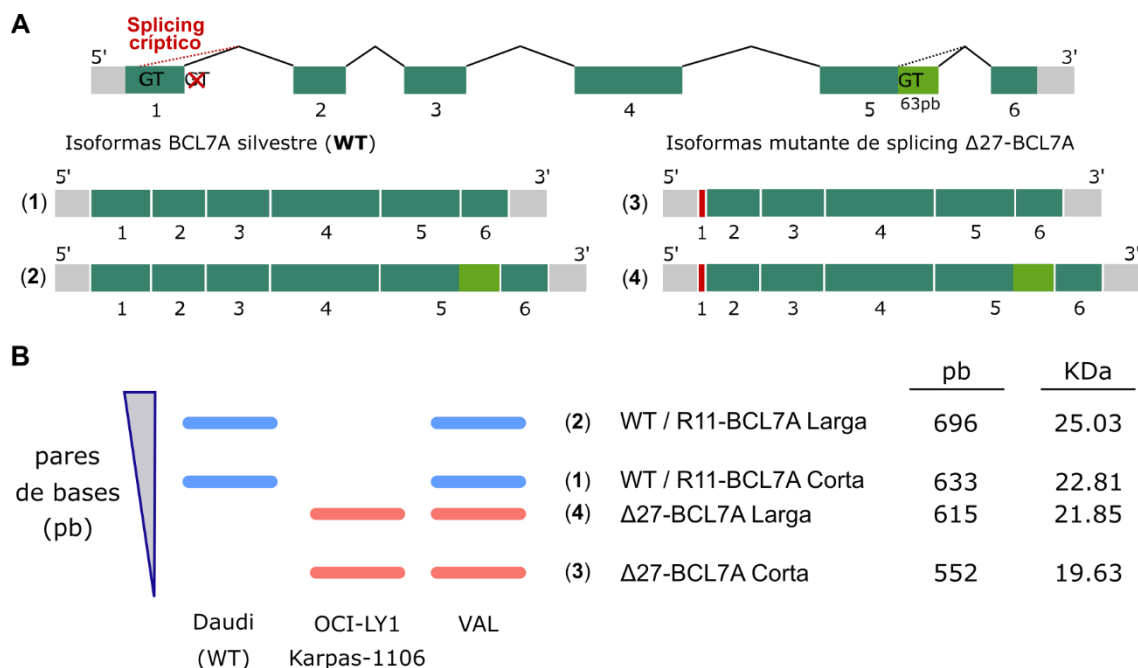 A
Splicing
críptico
5'
3'
GT
GT
GT
63pb
1
2
3
4
5
6
Isoformas BCL7A silvestre (WT)
Isoformas mutante de splicing Δ27-BCL7A
5'
3'
(1)
1 2 3 4 5 6
5'
3'
(2)
1 2 3 4 5 6
5'
3'
(3)
1 2 3 4 5 6
5'
3'
(4)
1 2 3 4 5 6
B
pares
de bases
(pb)
Daudi
(WT)
OCI-LY1
Karpas-1106
VAL
pb KDa
(2) WT / R11-BCL7A Larga 696 25.03
(1) WT / R11-BCL7A Corta 633 22.81
(4) Δ27-BCL7A Larga 615 21.85
(3) Δ27-BCL7A Corta 552 19.63